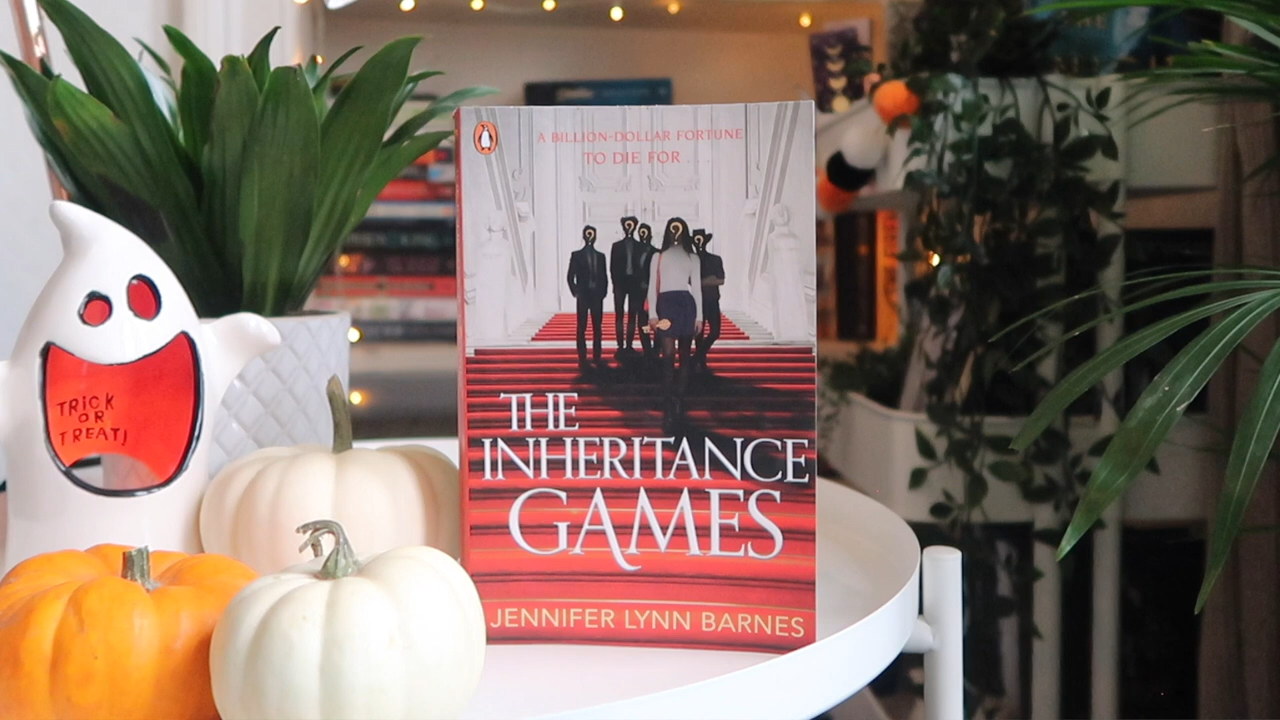 A BILLION-DOLLAR FORTUNE
TO DIE FOR . . .
THE
INHERITANCE
GAMES
JENNIFER LYNN BARNES
TRICK
OR
TREAT!